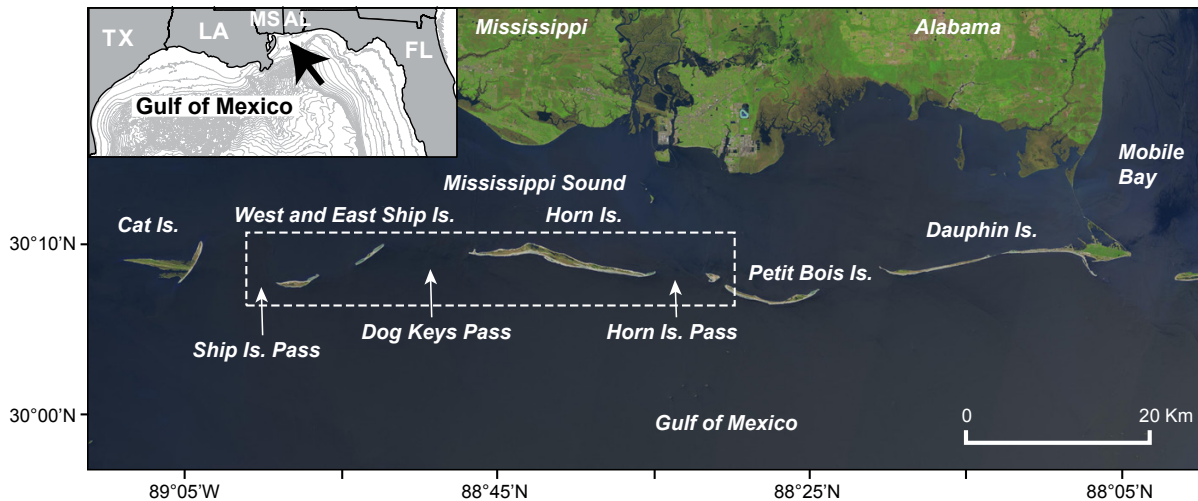 TX
LA
MS
AL
FL
Gulf of Mexico
Mississippi
Alabama
Mobile
Bay
Mississippi Sound
Cat Is.
West and East Ship Is.
Horn Is.
Dauphin Is.
Petit Bois Is.
Ship Is. Pass
Dog Keys Pass
Horn Is. Pass
Gulf of Mexico
0
20 Km
30°10'N
30°00'N
89°05'W
88°45'N
88°25'N
88°05'N